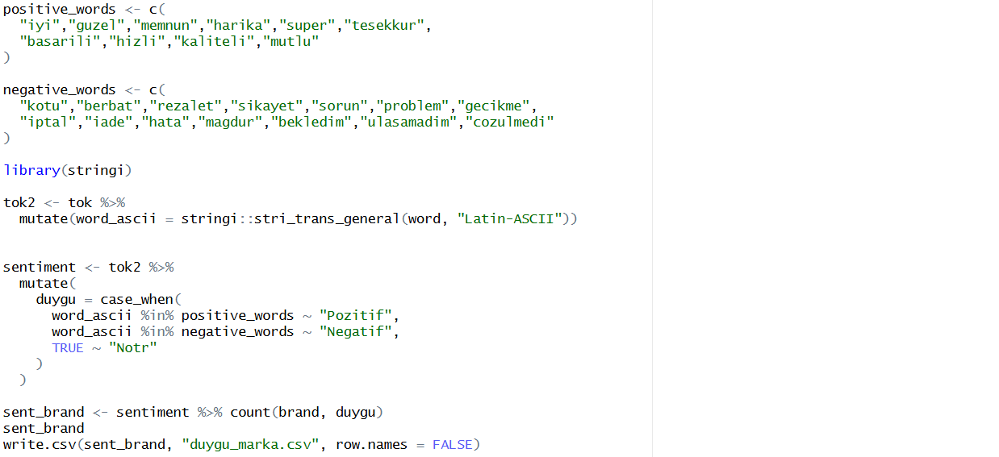 positive_words <- c(
  "iyi","guzel","memnun","harika","super","tesekkur",
  "basarili","hizli","kaliteli","mutlu"
)

negative_words <- c(
  "kotu","berbat","rezalet","sikayet","sorun","problem","gecikme",
  "iptal","iade","hata","magdur","bekledim","ulasamadim","cozulmedi"
)

library(stringi)

tok2 <- tok %>%
  mutate(word_ascii = stringi::stri_trans_general(word, "Latin-ASCII"))


sentiment <- tok2 %>%
  mutate(
    duygu = case_when(
      word_ascii %in% positive_words ~ "Pozitif",
      word_ascii %in% negative_words ~ "Negatif",
      TRUE ~ "Notr"
    )
  )

sent_brand <- sentiment %>% count(brand, duygu)
sent_brand
write.csv(sent_brand, "duygu_marka.csv", row.names = FALSE)